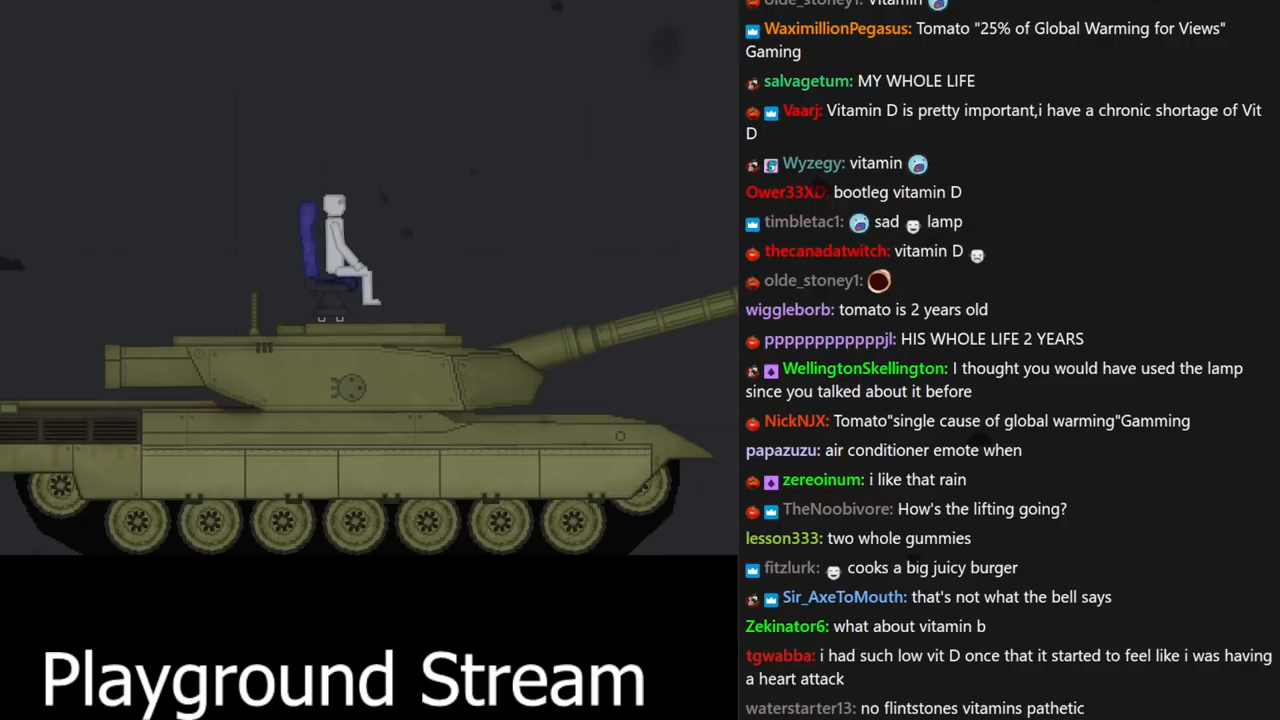 olde_stoney1: Vitamin
WaximillionPegasus: Tomato "25% of Global Warming for Views"
Gaming
salvagetum: MY WHOLE LIFE
Vaarj: Vitamin D is pretty important,i have a chronic shortage of Vit
D
Wyzegy: vitamin
Ower33XD: bootleg vitamin D
timbletac1: sad lamp
thecanadatwitch: vitamin D
olde_stoney1:
wiggleborb: tomato is 2 years old
ppppppppppppjl: HIS WHOLE LIFE 2 YEARS
WellingtonSkellington: I thought you would have used the lamp
since you talked about it before
NickNJX: Tomato"single cause of global warming"Gamming
papazuzu: air conditioner emote when
zereoinum: i like that rain
TheNoobivore: How's the lifting going?
lesson333: two whole gummies
fitzlurk: cooks a big juicy burger
Sir_AxeToMouth: that's not what the bell says
Zekinator6: what about vitamin b
tgwabba: i had such low vit D once that it started to feel like i was having
a heart attack
waterstarter13: no flintstones vitamins pathetic
Playground Stream